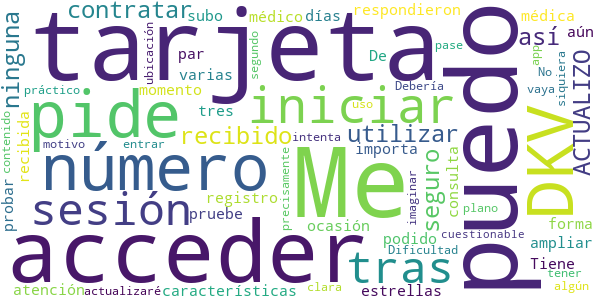 contratar
subo
médico
días
respondieron
médica
ninguna
ubicación
par
De
segundo
pase
así
aún
tarjeta
varias
app
No
siquiera
práctico
momento
tres
uso
Debería
vaya
puedo
DKV
ACTUALIZO
pide
iniciar
contenido
recibida
recibido
utilizar
motivo
entrar
intenta
número
Me
importa
seguro
consulta
probar
sesión
registro
precisamente
imaginar
plano
forma
pruebe
ocasión
podido
cuestionable
ampliar
acceder
tras
Dificultad
Tiene
tener
atención
características
estrellas
actualizaré
clara
algún